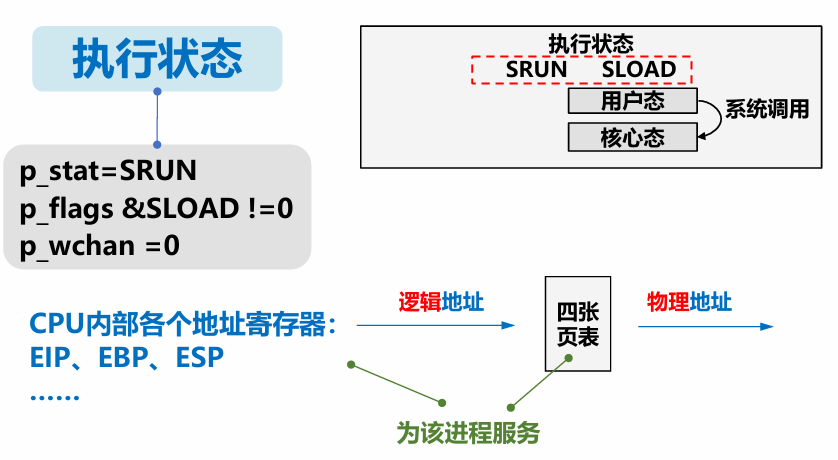 执行状态
p_stat=SRUN
p_flags &SLOAD !=0
p_wchan =0
执行状态
SRUN SLOAD
用户态
系统调用
核心态
CPU内部各个地址寄存器：
EIP、EBP、ESP
……
逻辑地址
四张
页表
物理地址
为该进程服务